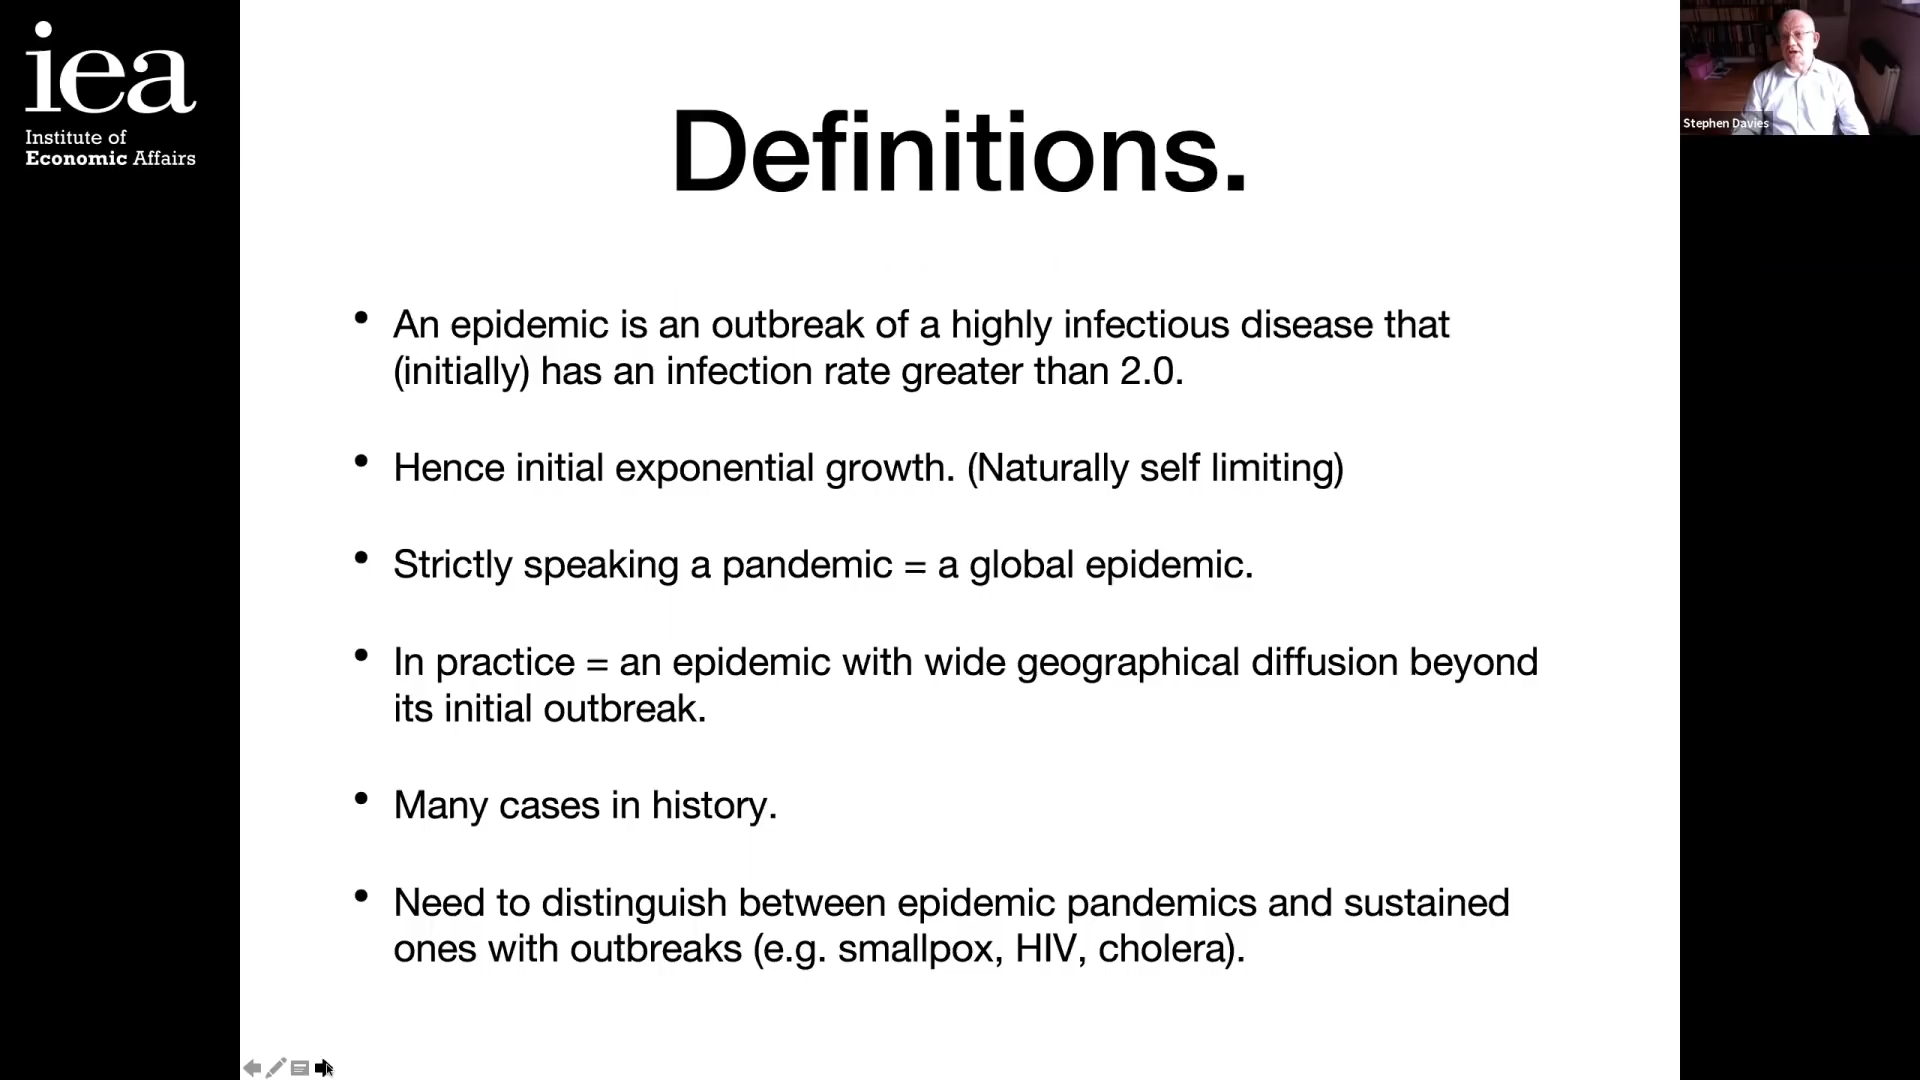 iea
Institute of
Economic Affairs
Stephen Davies
Definitions.
• An epidemic is an outbreak of a highly infectious disease that
(initially) has an infection rate greater than 2.0.
• Hence initial exponential growth. (Naturally self limiting)
• Strictly speaking a pandemic = a global epidemic.
• In practice = an epidemic with wide geographical diffusion beyond
its initial outbreak.
• Many cases in history.
• Need to distinguish between epidemic pandemics and sustained
ones with outbreaks (e.g. smallpox, HIV, cholera).